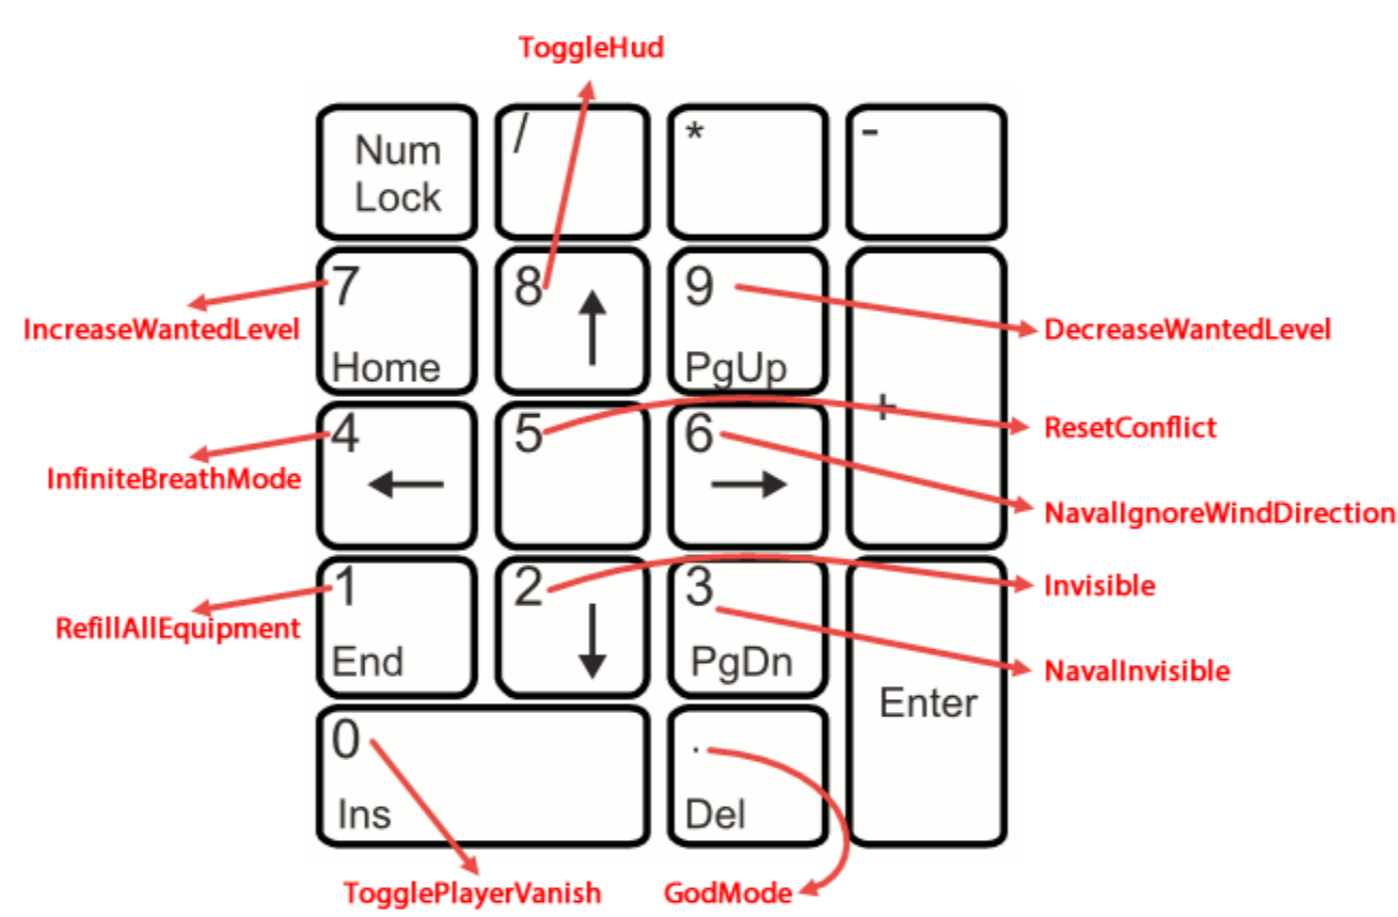 ToggleHud
Num
Lock
/
*
-
7
Home
8
9
PgUp
+
IncreaseWantedLevel
DecreaseWantedLevel
4
5
6
ResetConflict
InfiniteBreathMode
NavalIgnoreWindDirection
1
End
2
3
PgDn
Enter
Invisible
RefillAllEquipment
NavalInvisible
0
Ins
.
Del
TogglePlayerVanish
GodMode